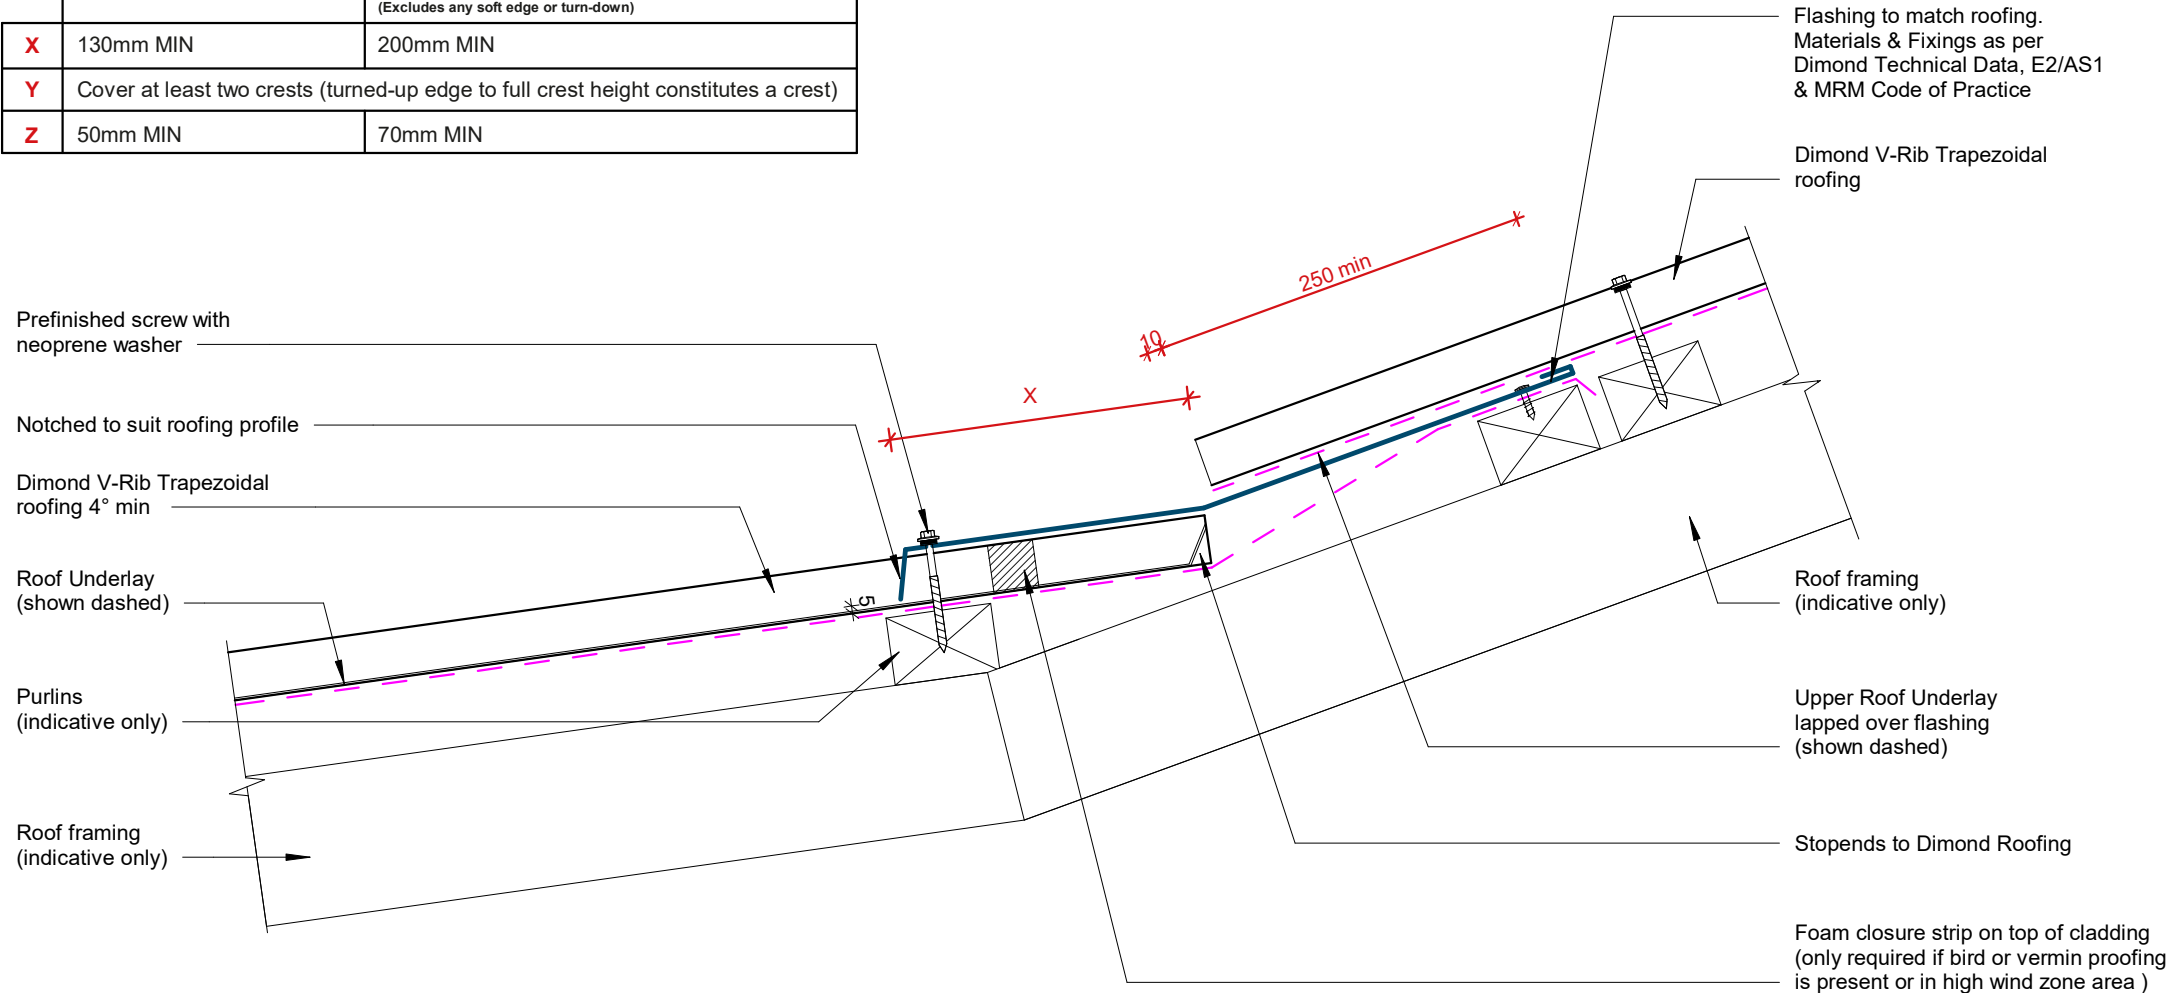 (Excludes any soft edge or turn-down)
X 130mm MIN 200mm MIN
Y Cover at least two crests (turned-up edge to full crest height constitutes a crest)
Z 50mm MIN 70mm MIN
Flashing to match roofing.
Materials & Fixings as per
Dimond Technical Data, E2/AS1
& MRM Code of Practice
Dimond V-Rib Trapezoidal
roofing
250 min
10
X
Prefinished screw with
neoprene washer
Notched to suit roofing profile
Dimond V-Rib Trapezoidal
roofing 4° min
Roof Underlay
(shown dashed)
5
Purlins
(indicative only)
Roof framing
(indicative only)
Roof framing
(indicative only)
Upper Roof Underlay
lapped over flashing
(shown dashed)
Stopends to Dimond Roofing
Foam closure strip on top of cladding
(only required if bird or vermin proofing
is present or in high wind zone area )